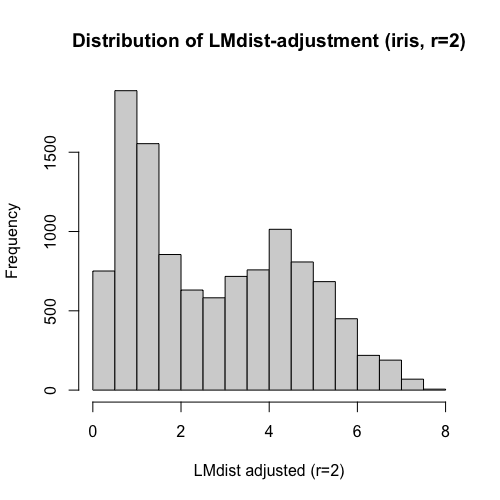 Distribution of LMdist-adjustment (iris, r=2)
Frequency
1500
1000
500
0
0 2 4 6 8
LMdist adjusted (r=2)